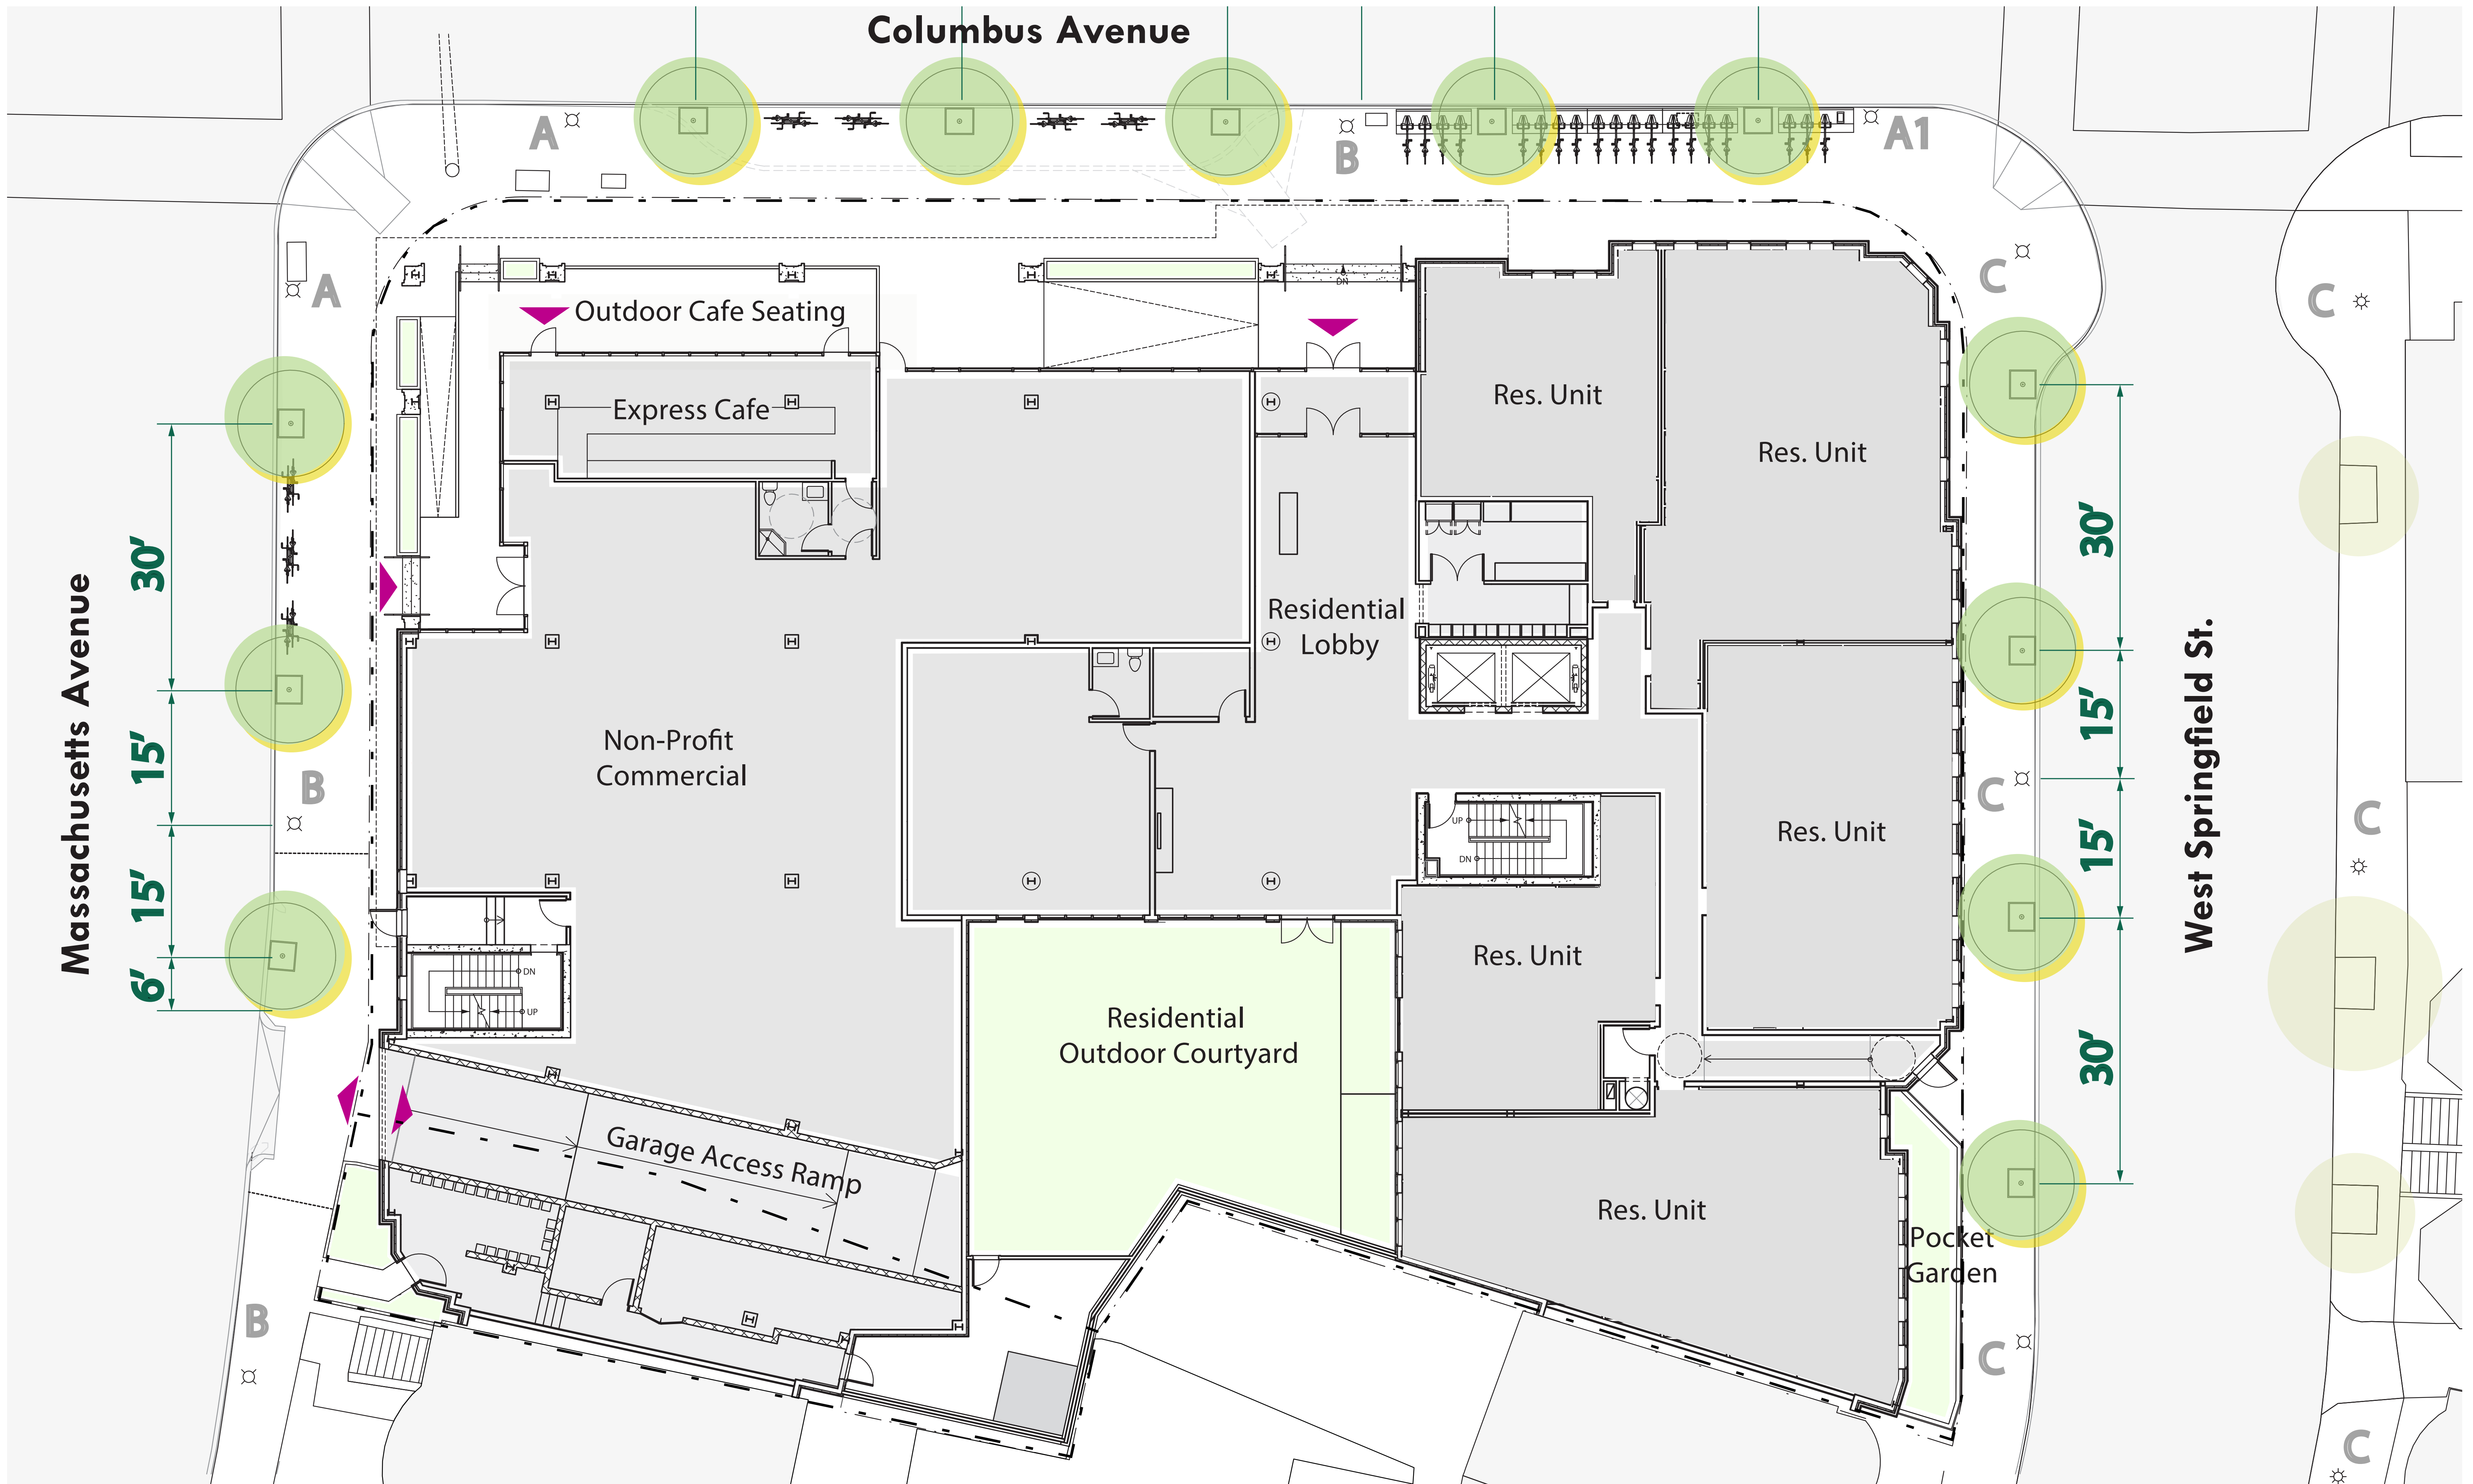 Columbus Avenue
A
B
A1
A
C
C
DN
Outdoor Cafe Seating
Express Cafe
Res. Unit
Res. Unit
30'
30'
Massachusetts Avenue
West Springfield St.
Residential
Lobby
15'
15'
Non-Profit
Commercial
B
C
C
UP
DN
Res. Unit
15'
15'
Res. Unit
6'
DN
UP
Residential
Outdoor Courtyard
30'
Garage Access Ramp
Res. Unit
Pocket
Garden
B
C
C